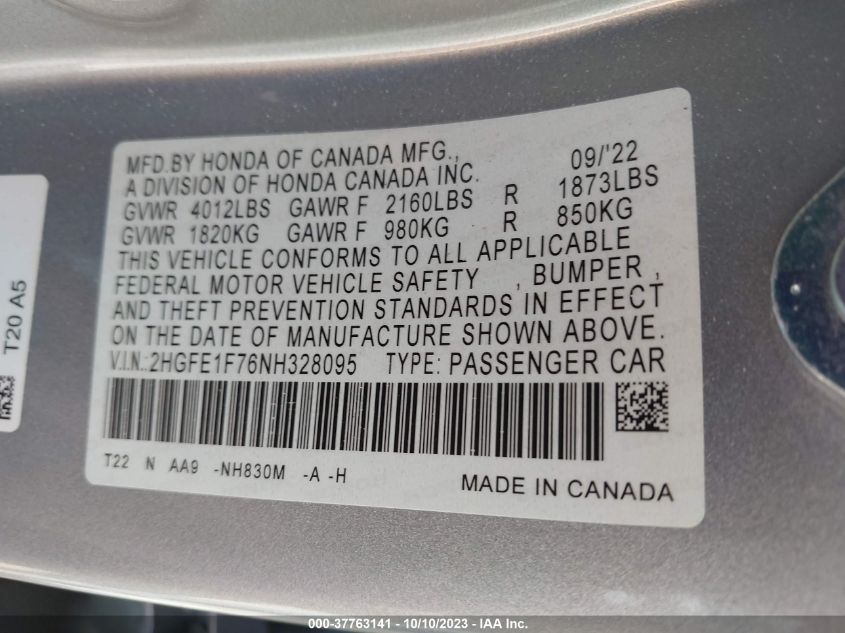 MFD.BY HONDA OF CANADA MFG., 09/'22
A DIVISION OF HONDA CANADA INC.
GVWR 4012LBS GAWR F 2160LBS R 1873LBS
GVWR 1820KG GAWR F 980KG R 850KG
THIS VEHICLE CONFORMS TO ALL APPLICABLE
FEDERAL MOTOR VEHICLE SAFETY , BUMPER ,
AND THEFT PREVENTION STANDARDS IN EFFECT
ON THE DATE OF MANUFACTURE SHOWN ABOVE.
V.I.N.:2HGFE1F76NH328095 TYPE: PASSENGER CAR
T22 N AA9 -NH830M -A -H
MADE IN CANADA
T20 A5
000-37763141 - 10/10/2023 - IAA Inc.